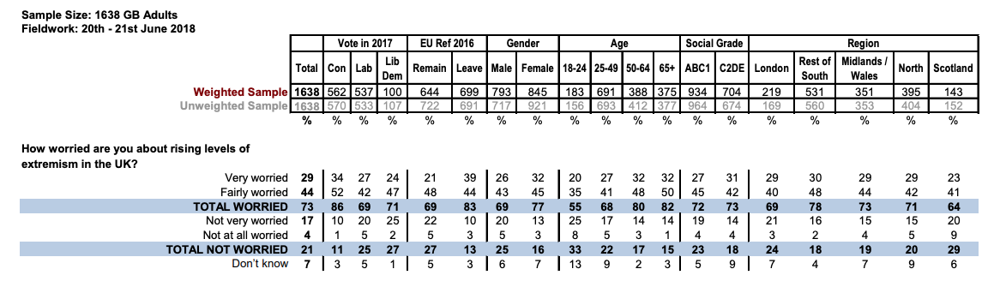 Sample Size: 1638 GB Adults
Fieldwork: 20th - 21st June 2018
Vote in 2017 EU Ref 2016 Gender Age Social Grade Region
Total Con Lab Lib Dem Remain Leave Male Female 18-24 25-49 50-64 65+ ABC1 C2DE London Rest of South Midlands / Wales North Scotland
Weighted Sample 1638 562 537 100 644 699 793 845 183 691 388 375 934 704 219 531 351 395 143
Unweighted Sample 1638 570 533 107 722 691 717 921 156 693 412 377 964 674 169 560 353 404 152
% % % % % % % % % % % % % % % % % % %
How worried are you about rising levels of
extremism in the UK?
Very worried 29 34 27 24 21 39 26 32 20 27 32 32 27 31 29 30 29 29 23
Fairly worried 44 52 42 47 48 44 43 45 35 41 48 50 45 42 40 48 44 42 41
TOTAL WORRIED 73 86 69 71 69 83 69 77 55 68 80 82 72 73 69 78 73 71 64
Not very worried 17 10 20 25 22 10 20 13 25 17 14 14 19 14 21 16 15 15 20
Not at all worried 4 1 5 2 5 3 5 3 8 5 3 1 4 4 3 2 4 5 9
TOTAL NOT WORRIED 21 11 25 27 27 13 25 16 33 22 17 15 23 18 24 18 19 20 29
Don't know 7 3 5 1 5 3 6 7 13 9 2 3 5 9 7 4 7 9 6